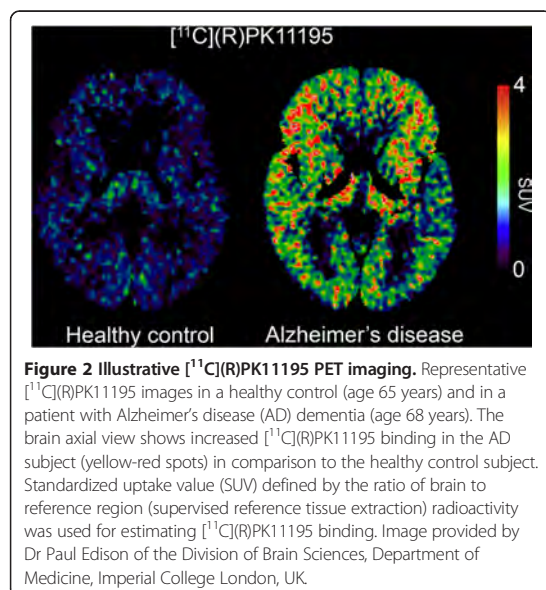 [¹¹C](R)PK11195
4
SUV
0
Healthy control
Alzheimer's disease
Figure 2 Illustrative [¹¹C](R)PK11195 PET imaging. Representative
[¹¹C](R)PK11195 images in a healthy control (age 65 years) and in a
patient with Alzheimer's disease (AD) dementia (age 68 years). The
brain axial view shows increased [¹¹C](R)PK11195 binding in the AD
subject (yellow-red spots) in comparison to the healthy control subject.
Standardized uptake value (SUV) defined by the ratio of brain to
reference region (supervised reference tissue extraction) radioactivity
was used for estimating [¹¹C](R)PK11195 binding. Image provided by
Dr Paul Edison of the Division of Brain Sciences, Department of
Medicine, Imperial College London, UK.